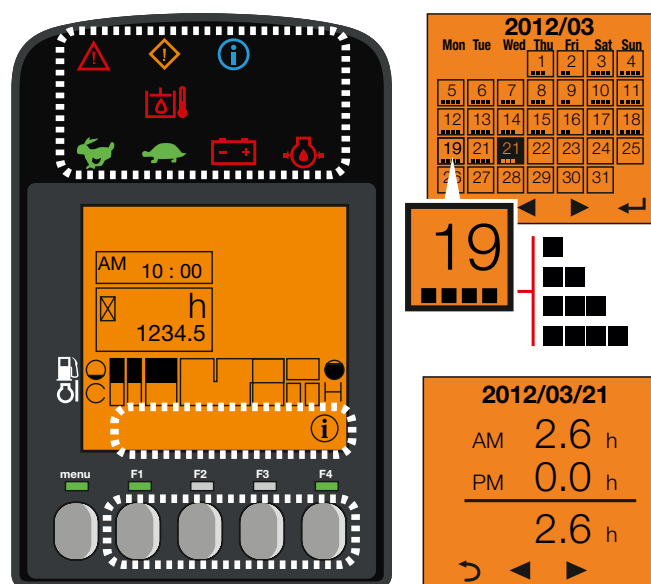 AM 10 : 00
h
1234.5
C
H
i
menu F1 F2 F3 F4
2012/03
Mon Tue Wed Thu Fri Sat Sun
1 2 3 4
5 6 7 8 9 10 11
12 13 14 15 16 17 18
19 21 21 22 23 24 25
26 27 28 29 30 31
19
2012/03/21
AM 2.6 h
PM 0.0 h
2.6 h